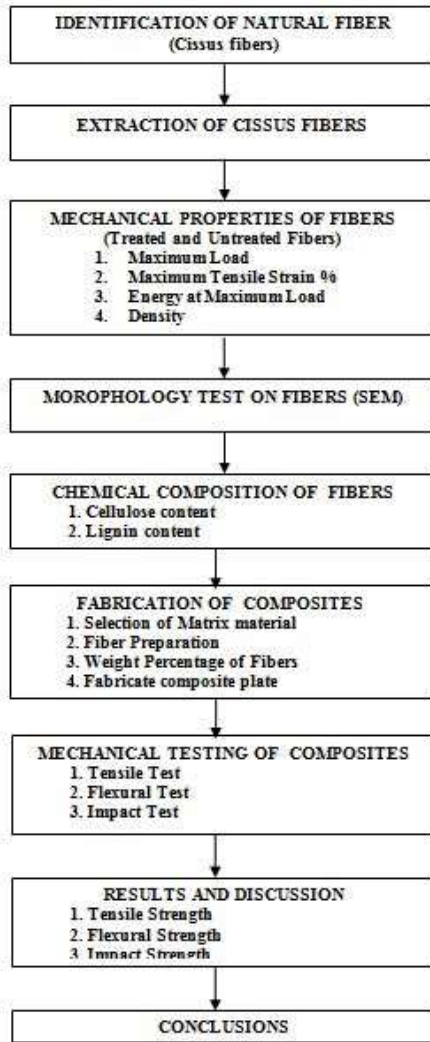 IDENTIFICATION OF NATURAL FIBER
(Cissus fibers)
EXTRACTION OF CISSUS FIBERS
MECHANICAL PROPERTIES OF FIBERS
(Treated and Untreated Fibers)
1. Maximum Load
2. Maximum Tensile Strain %
3. Energy at Maximum Load
4. Density
MOROPHOLOGY TEST ON FIBERS (SEM)
CHEMICAL COMPOSITION OF FIBERS
1. Cellulose content
2. Lignin content
FABRICATION OF COMPOSITES
1. Selection of Matrix material
2. Fiber Preparation
3. Weight Percentage of Fibers
4. Fabricate composite plate
MECHANICAL TESTING OF COMPOSITES
1. Tensile Test
2. Flexural Test
3. Impact Test
RESULTS AND DISCUSSION
1. Tensile Strength
2. Flexural Strength
3. Impact Strength
CONCLUSIONS